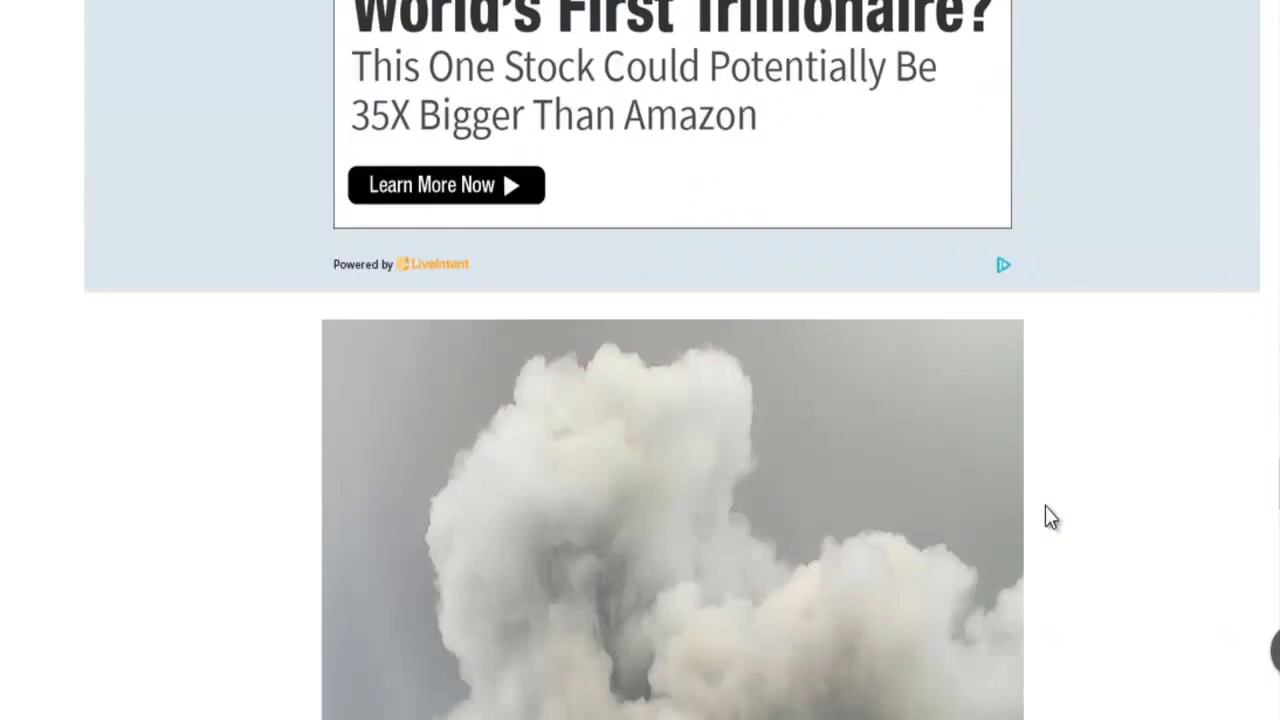 World's First Trillionaire?
This One Stock Could Potentially Be
35X Bigger Than Amazon
Learn More Now
Powered by LiveIntent